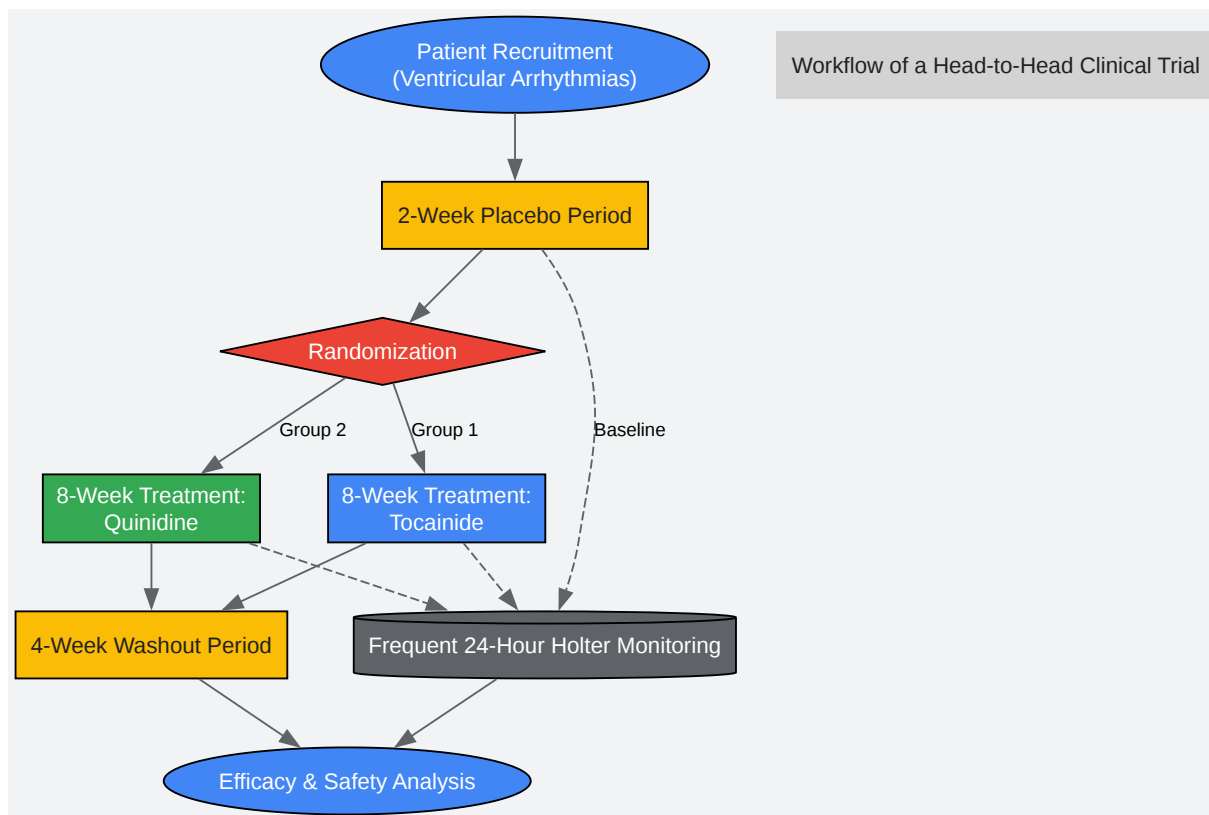 Patient Recruitment
(Ventricular Arrhythmias)
Workflow of a Head-to-Head Clinical Trial
2-Week Placebo Period
Randomization
Group 2
Group 1
Baseline
8-Week Treatment:
Quinidine
8-Week Treatment:
Tocainide
4-Week Washout Period
Frequent 24-Hour Holter Monitoring
Efficacy & Safety Analysis